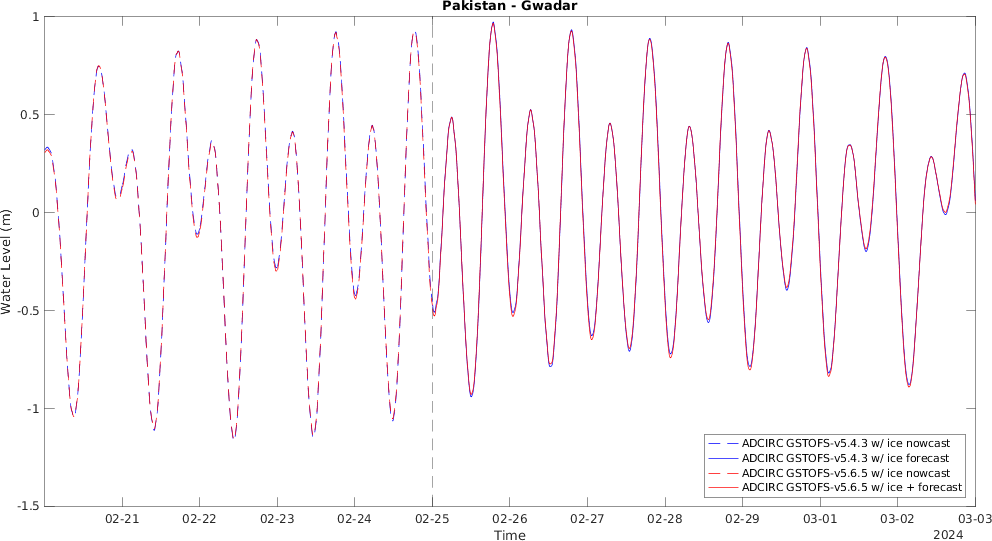 Pakistan - Gwadar
1
0.5
0
-0.5
-1
-1.5
Water Level (m)
ADCIRC GSTOFS-v5.4.3 w/ ice nowcast
ADCIRC GSTOFS-v5.4.3 w/ ice forecast
ADCIRC GSTOFS-v5.6.5 w/ ice nowcast
ADCIRC GSTOFS-v5.6.5 w/ ice + forecast
02-21 02-22 02-23 02-24 02-25 02-26 02-27 02-28 02-29 03-01 03-02 03-03
Time
2024